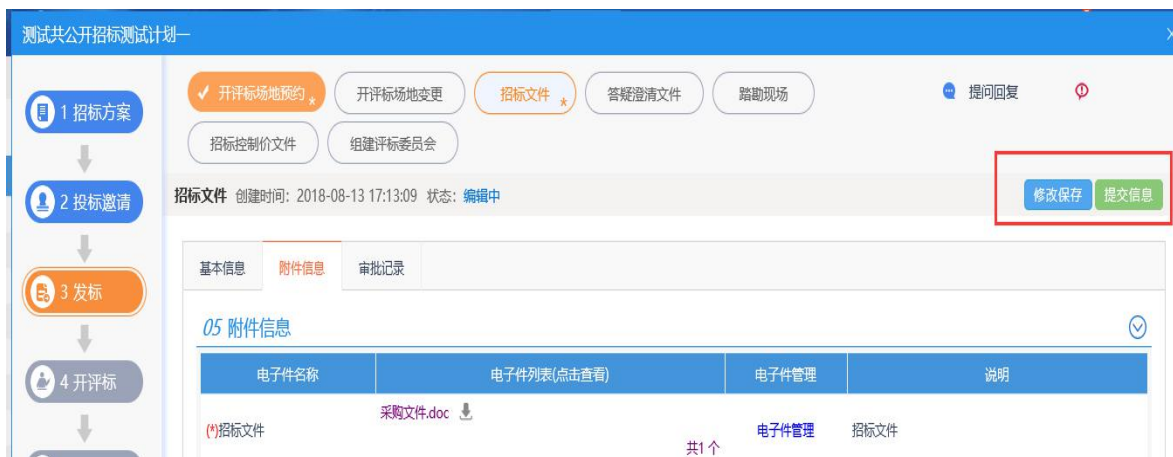 测试共公开招标测试计划一
1 招标方案
2 投标邀请
3 发标
4 开评标
开评标场地预约 *
开评标场地变更
招标文件 *
答疑澄清文件
踏勘现场
提问回复
招标控制价文件
组建评标委员会
招标文件 创建时间：2018-08-13 17:13:09 状态：编辑中
修改保存
提交信息
基本信息
附件信息
审批记录
05 附件信息
电子件名称 电子件列表(点击查看) 电子件管理 说明
采购文件.doc
(*)招标文件 电子件管理 招标文件
共1 个